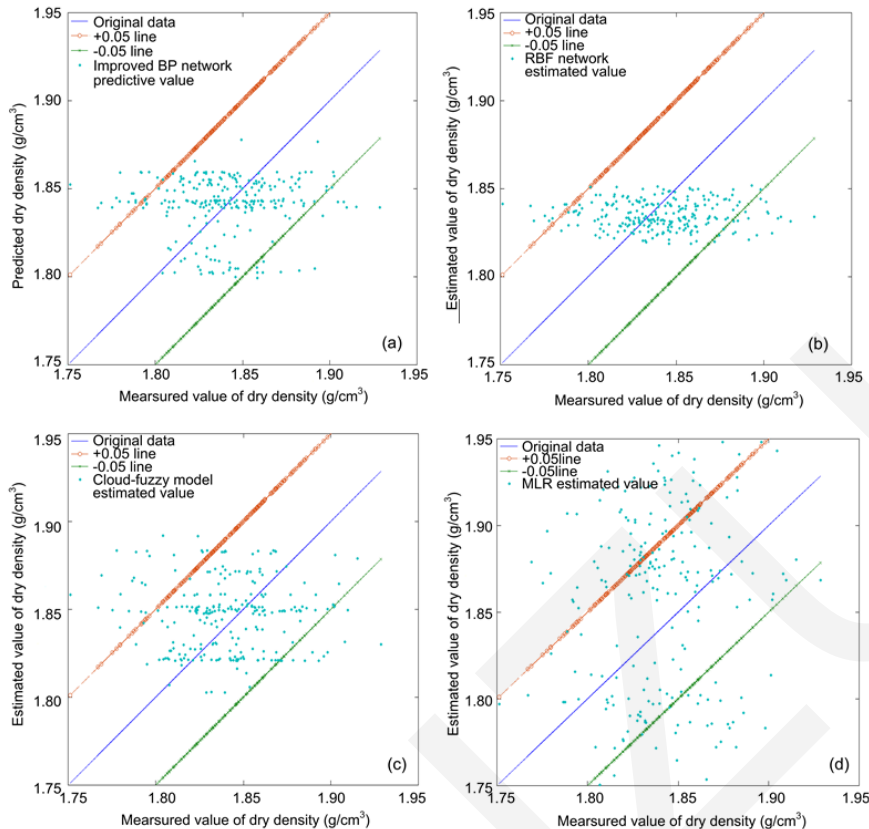 Original data
+0.05 line
-0.05 line
Improved BP network
predictive value
1.95
1.90
1.85
1.80
1.75
Predicted dry density (g/cm³)
(a)
1.75 1.80 1.85 1.90 1.95
Mearsured value of dry density (g/cm³)
Original data
+0.05 line
-0.05 line
RBF network
estimated value
1.95
1.90
1.85
1.80
1.75
Estimated value of dry density (g/cm³)
(b)
1.75 1.80 1.85 1.90 1.95
Mearsured value of dry density (g/cm³)
Original data
+0.05 line
-0.05 line
Cloud-fuzzy model
estimated value
1.95
1.90
1.85
1.80
1.75
Estimated value of dry density (g/cm³)
(c)
1.75 1.80 1.85 1.90 1.95
Mearsured value of dry density (g/cm³)
Original data
+0.05line
-0.05line
MLR estimated value
1.95
1.90
1.85
1.80
1.75
Estimated value of dry density (g/cm³)
(d)
1.75 1.80 1.85 1.90 1.95
Mearsured value of dry density (g/cm³)